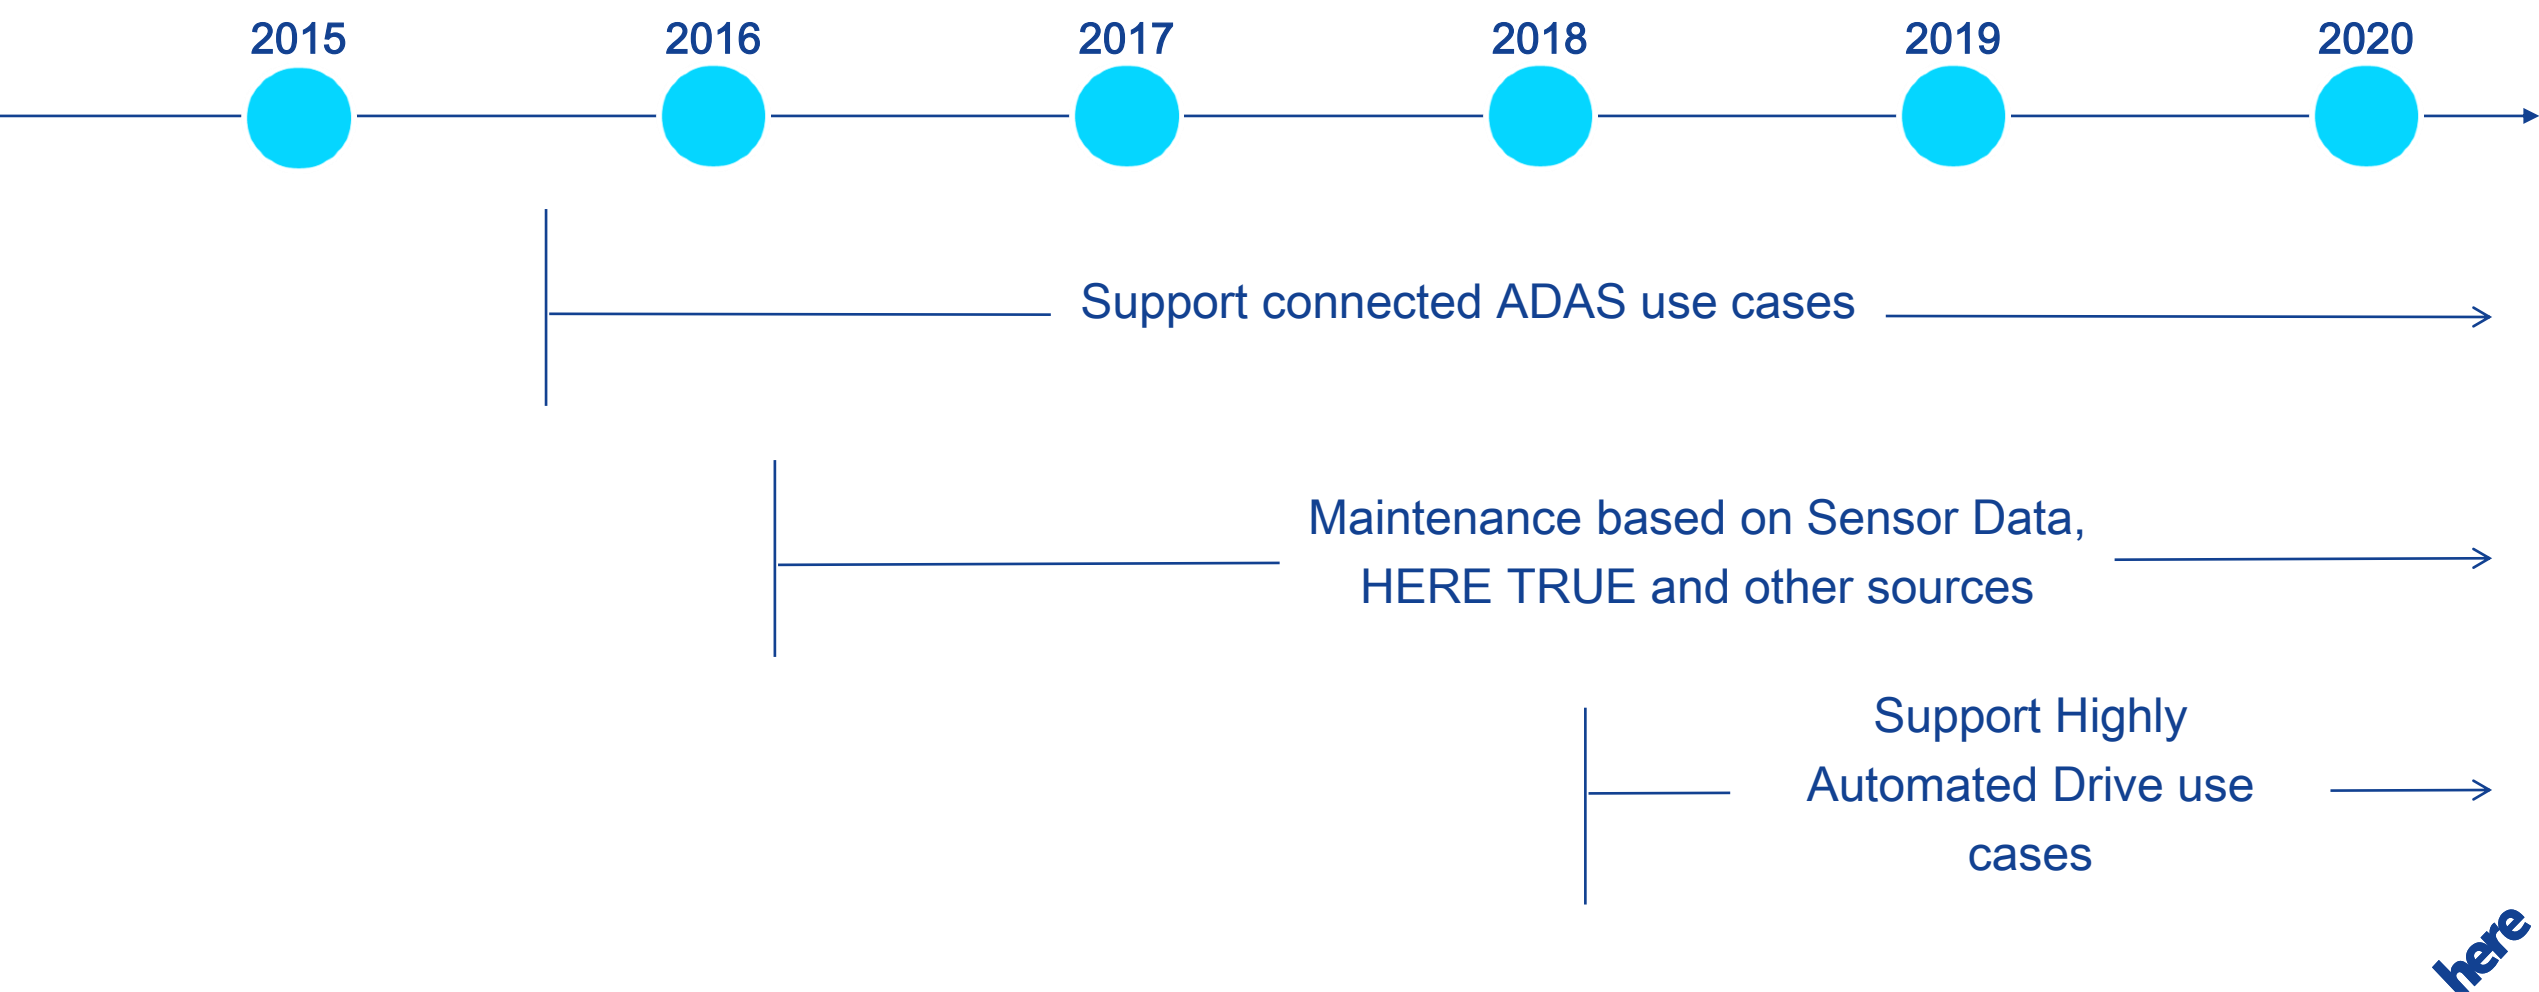 2015 2016 2017 2018 2019 2020
Support connected ADAS use cases
Maintenance based on Sensor Data,
HERE TRUE and other sources
Support Highly
Automated Drive use
cases
here